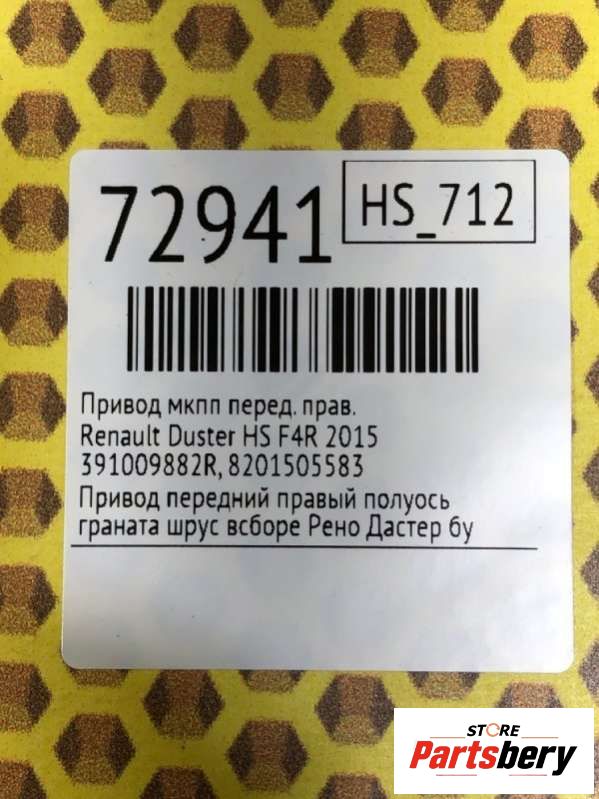 72941
HS_712
Привод мкпп перед. прав.
Renault Duster HS F4R 2015
391009882R, 8201505583
Привод передний правый полуось
граната шрус всборе Рено Дастер бу
STORE
Partsbery